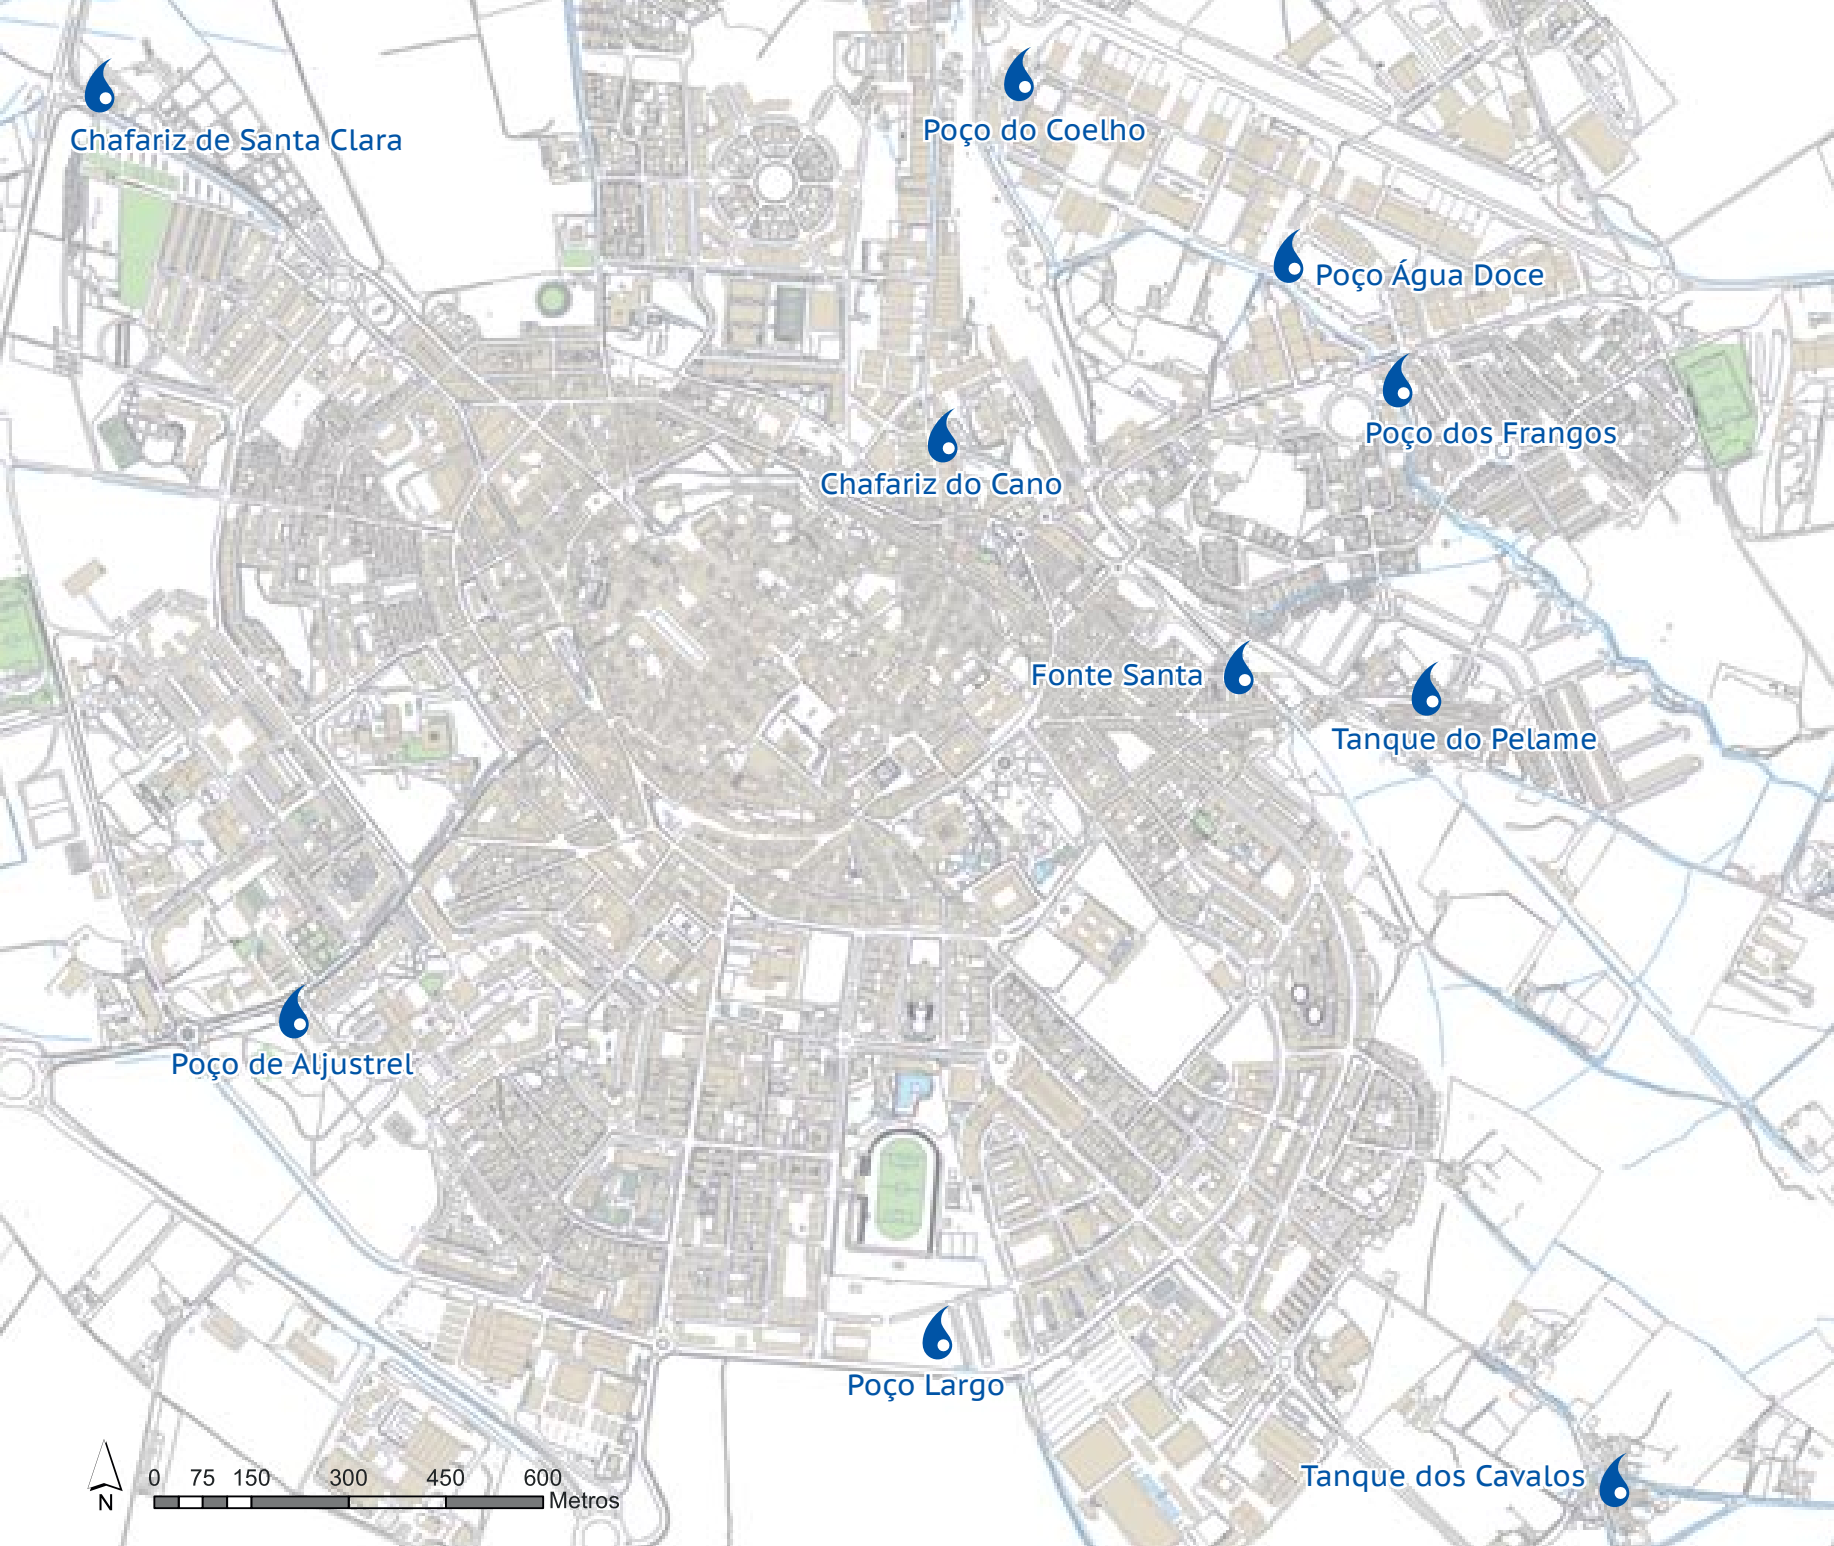 Chafariz de Santa Clara
Poço do Coelho
Poço Água Doce
Poço dos Frangos
Chafariz do Cano
Fonte Santa
Tanque do Pelame
Poço de Aljustrel
Poço Largo
Tanque dos Cavalos
0 75 150 300 450 600
Metros
N